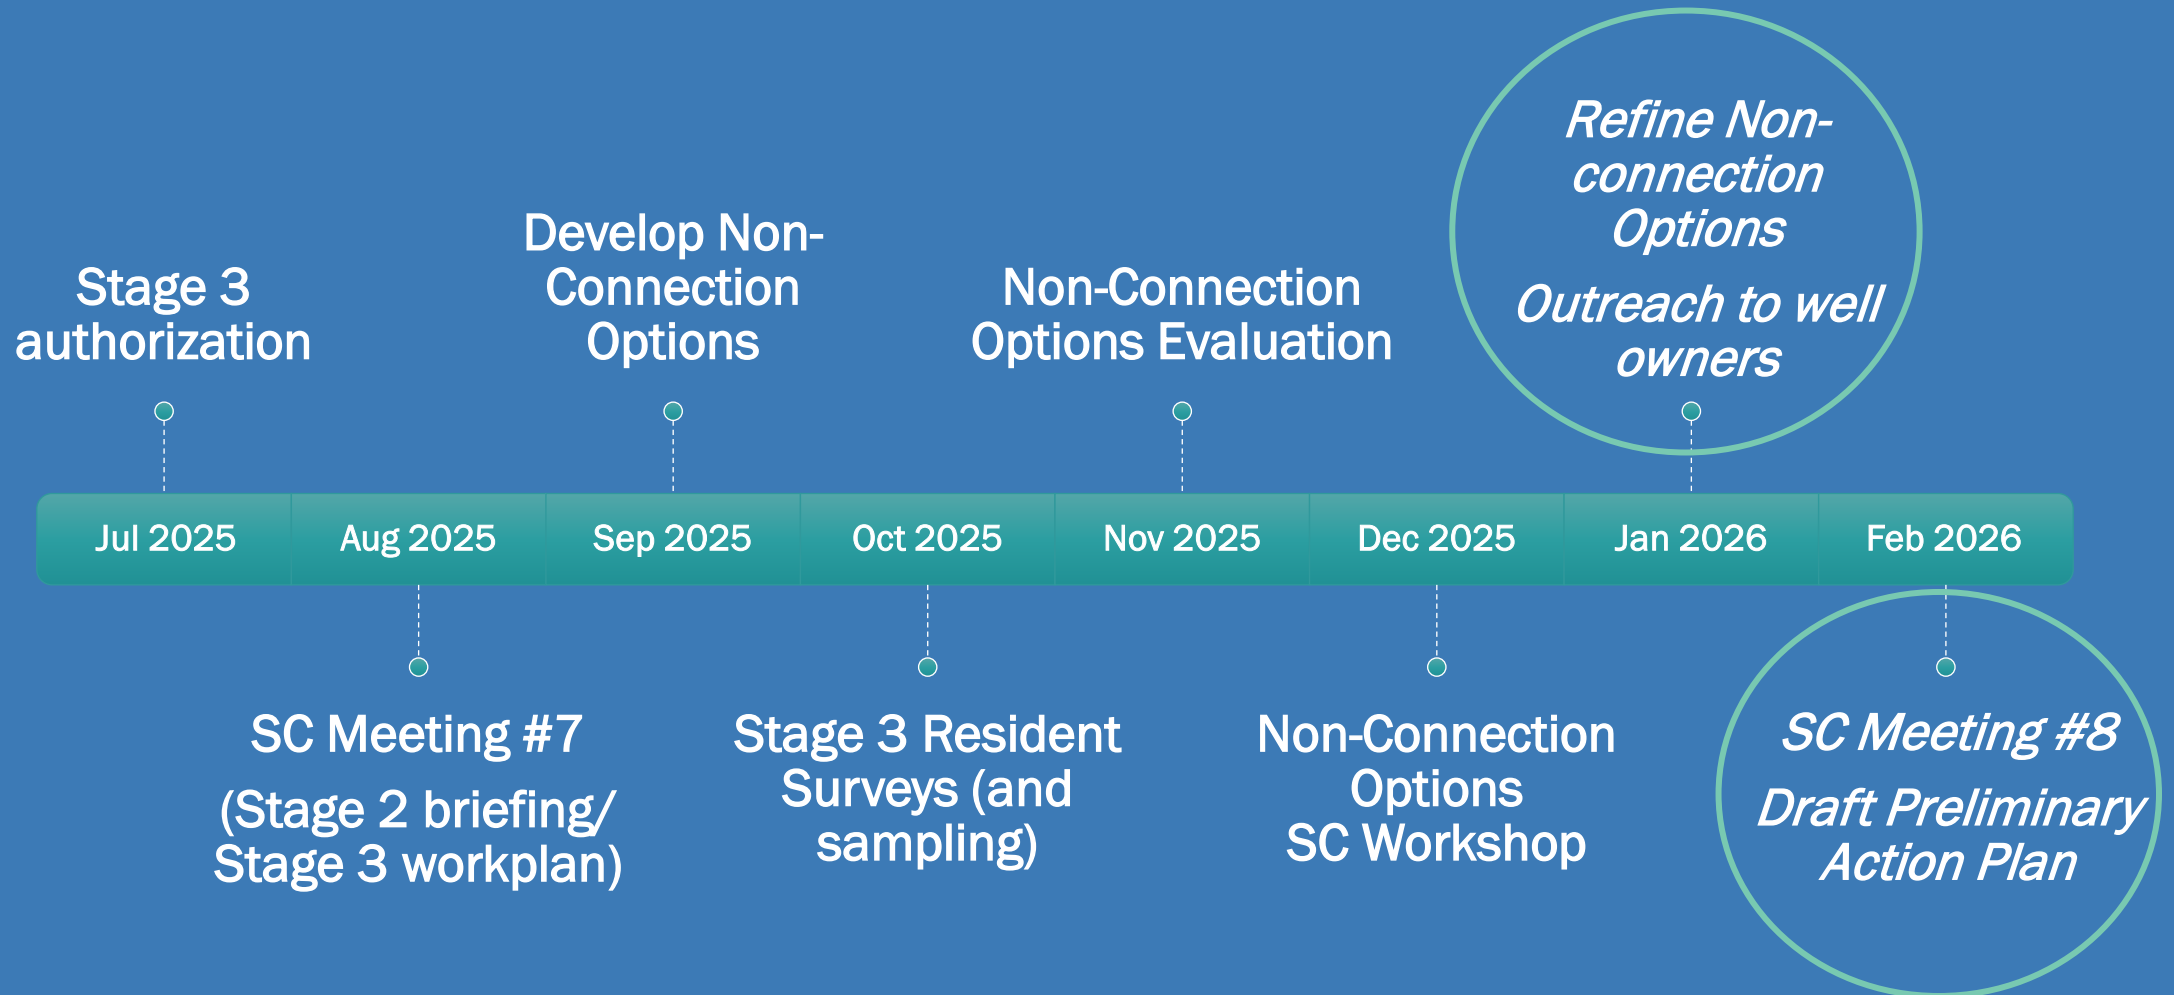 Refine Non-
connection
Options
Outreach to well
owners
Develop Non-
Connection
Options
Stage 3
authorization
Non-Connection
Options Evaluation
Jul 2025
Aug 2025
Sep 2025
Oct 2025
Nov 2025
Dec 2025
Jan 2026
Feb 2026
SC Meeting #7
(Stage 2 briefing/
Stage 3 workplan)
Stage 3 Resident
Surveys (and
sampling)
Non-Connection
Options
SC Workshop
SC Meeting #8
Draft Preliminary
Action Plan